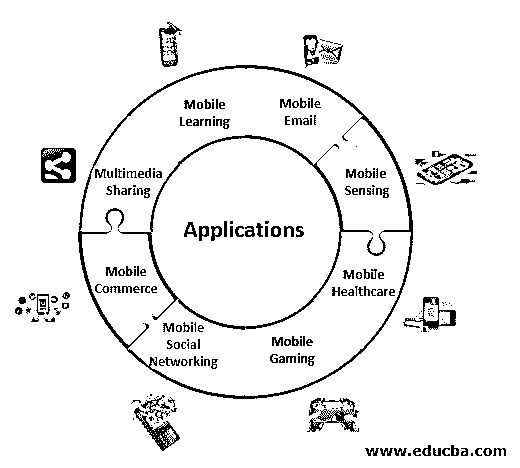 Mobile
Learning
Mobile
Email
Multimedia
Sharing
Mobile
Sensing
Applications
Mobile
Commerce
Mobile
Healthcare
Mobile
Social
Networking
Mobile
Gaming
www.educba.com